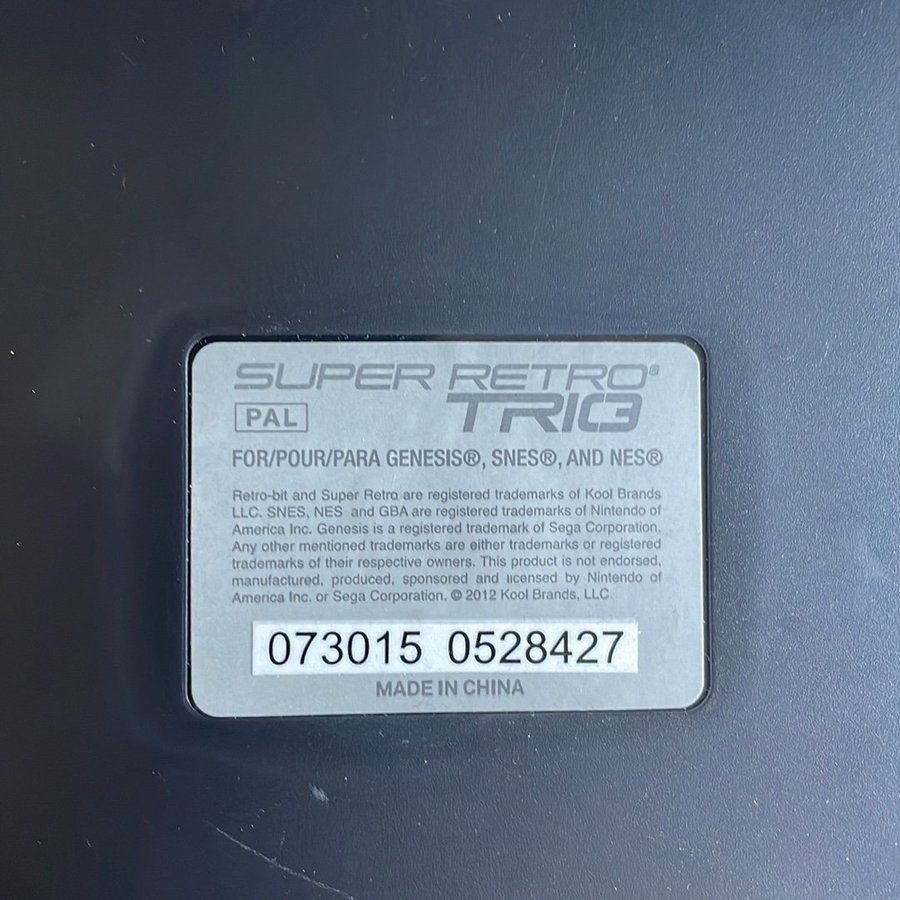 SUPER RETRO®
TRIO
PAL
FOR/POUR/PARA GENESIS®, SNES®, AND NES®
Retro-bit and Super Retro are registered trademarks of Kool Brands
LLC. SNES, NES and GBA are registered trademarks of Nintendo of
America Inc. Genesis is a registered trademark of Sega Corporation.
Any other mentioned trademarks are either trademarks or registered
trademarks of their respective owners. This product is not endorsed,
manufactured, produced, sponsored and licensed by Nintendo of
America Inc. or Sega Corporation. © 2012 Kool Brands, LLC
073015 0528427
MADE IN CHINA